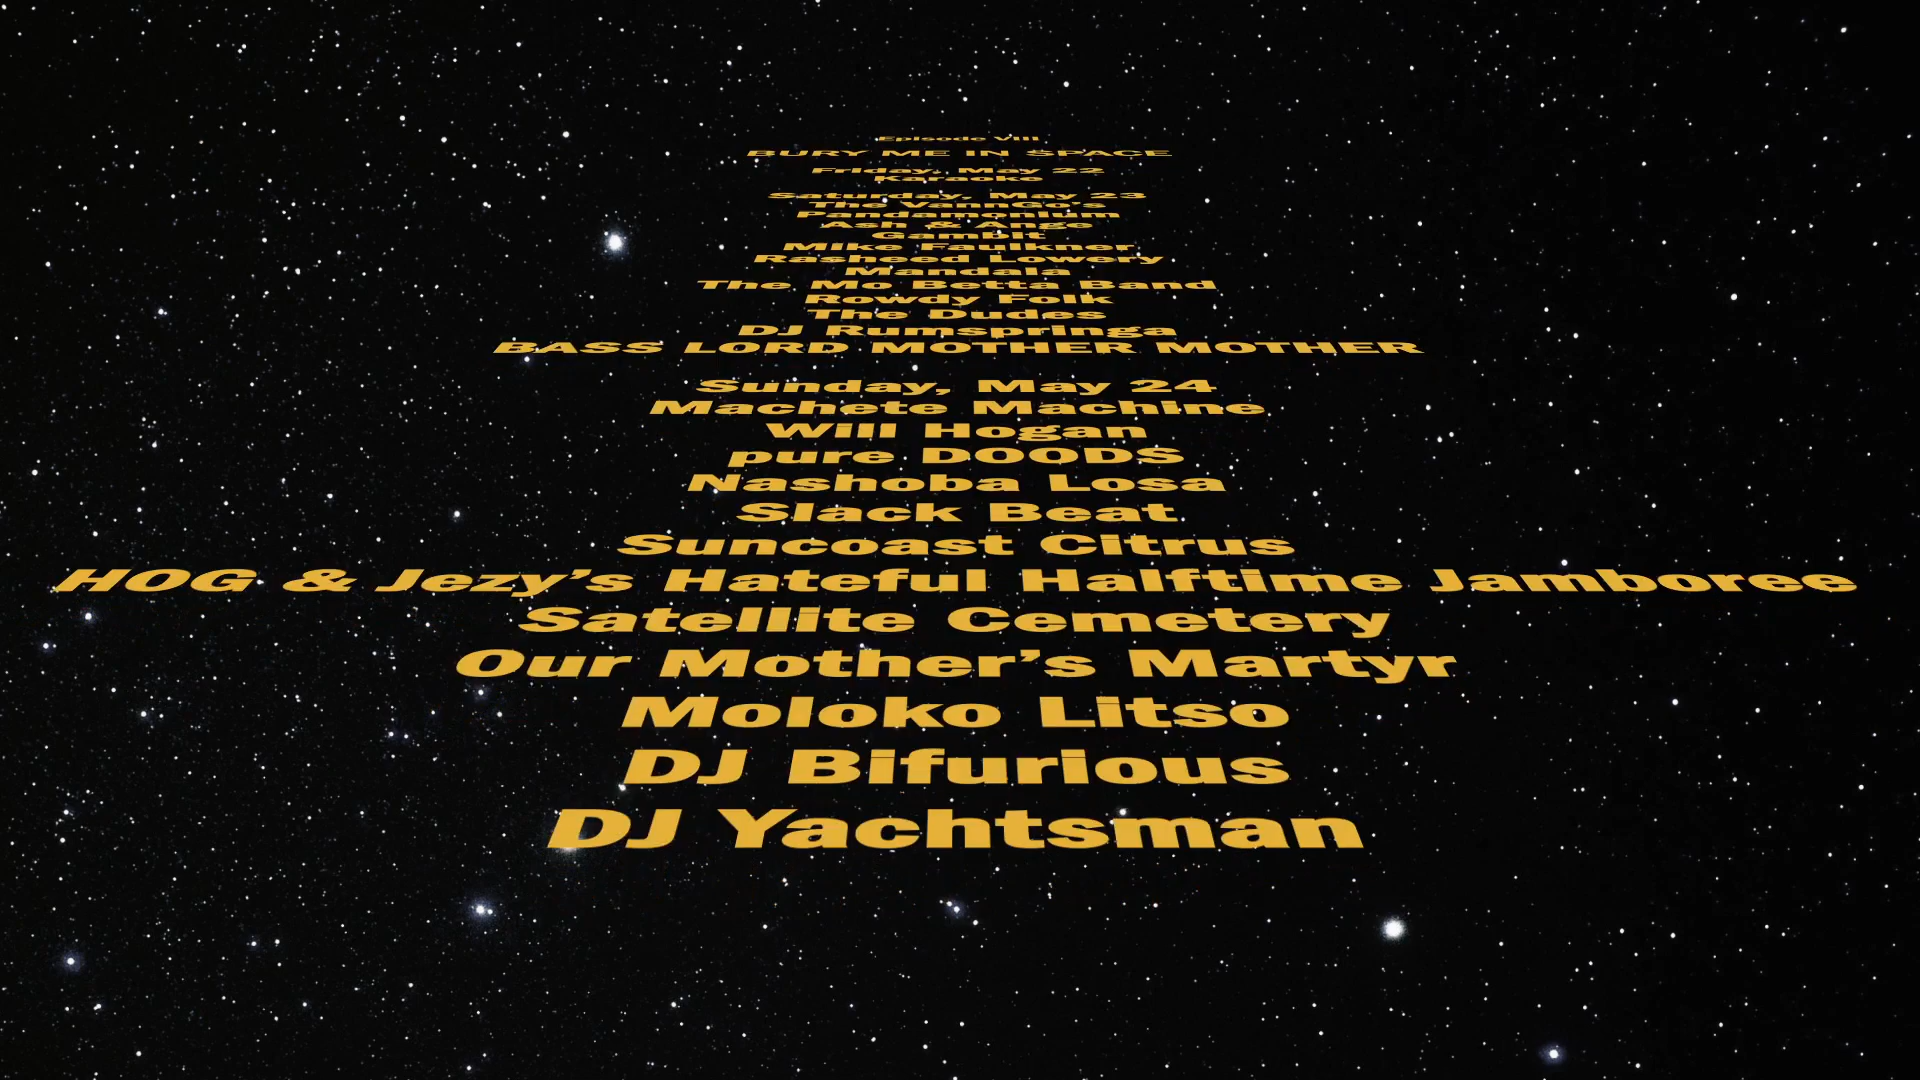 Episode VIII
BURY ME IN SPACE
Friday, May 22
Karaoke
Saturday, May 23
The VannGo's
Pandamonium
Ash & Ange
Gambit
Mike Faulkner
Rasheed Lowery
Mandala
The Mo Betta Band
Rowdy Folk
The Dudes
DJ Rumspringa
BASS LORD MOTHER MOTHER
Sunday, May 24
Machete Machine
Will Hogan
pure DOODS
Nashoba Losa
Slack Beat
Suncoast Citrus
HOG & Jezy’s Hateful Halftime Jamboree
Satellite Cemetery
Our Mother’s Martyr
Moloko Litso
DJ Bifurious
DJ Yachtsman